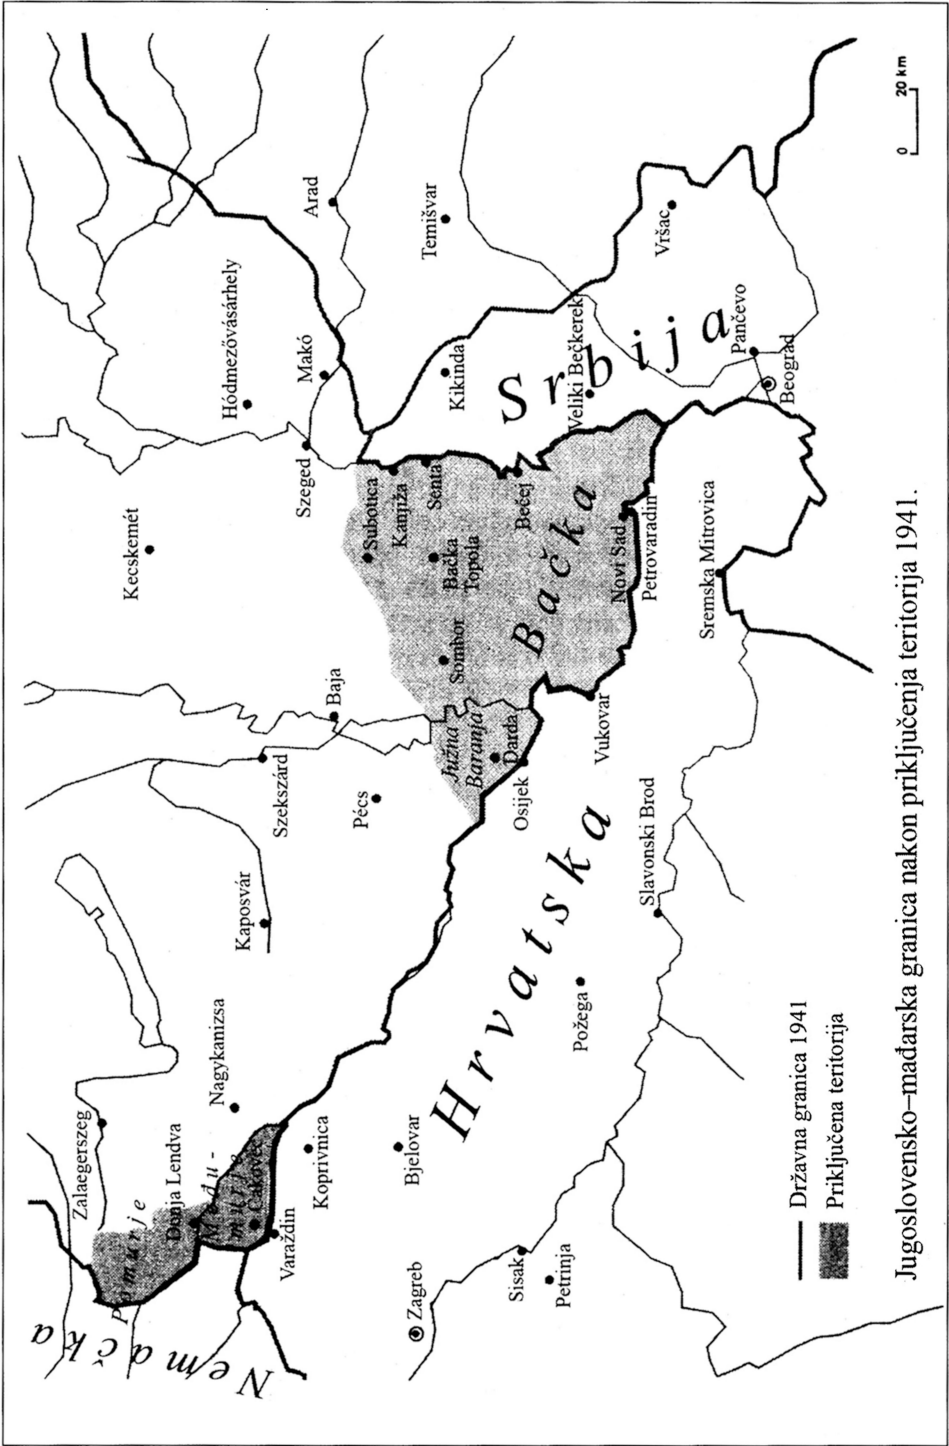 Nemačka
Pomurje
Zalaegerszeg
Donja Lendva
Među-
murje
Čakovec
Varaždin
Nagykanizsa
Koprivnica
Kaposvár
Szekszárd
Pécs
Baja
Kecskemét
Szeged
Hódmezővásárhely
Makó
Arad
Temišvar
Subotica
Kanjiža
Senta
Bačka
Topola
Sombor
Bečej
Bačka
Južna
Baranja
Darda
Osijek
Vukovar
Novi Sad
Petrovaradin
Kikinda
Srbija
Veliki Bečkerek
Vršac
Pančevo
Beograd
Sremska Mitrovica
Hrvatska
Bjelovar
Požega
Slavonski Brod
Zagreb
Sisak
Petrinja
Državna granica 1941
Priključena teritorija
0 20 km
Jugoslovensko–mađarska granica nakon priključenja teritorija 1941.